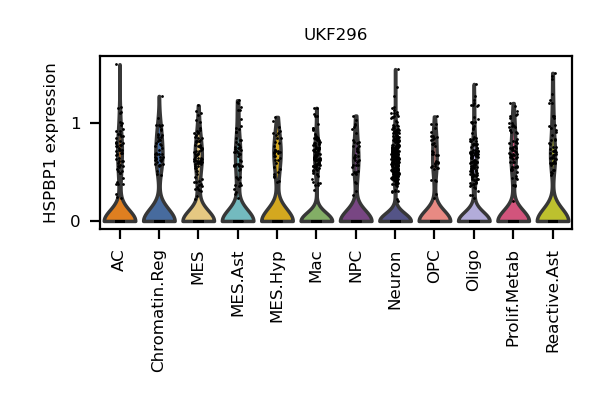 UKF296
HSPBP1 expression
1
0
AC
Chromatin.Reg
MES
MES.Ast
MES.Hyp
Mac
NPC
Neuron
OPC
Oligo
Prolif.Metab
Reactive.Ast